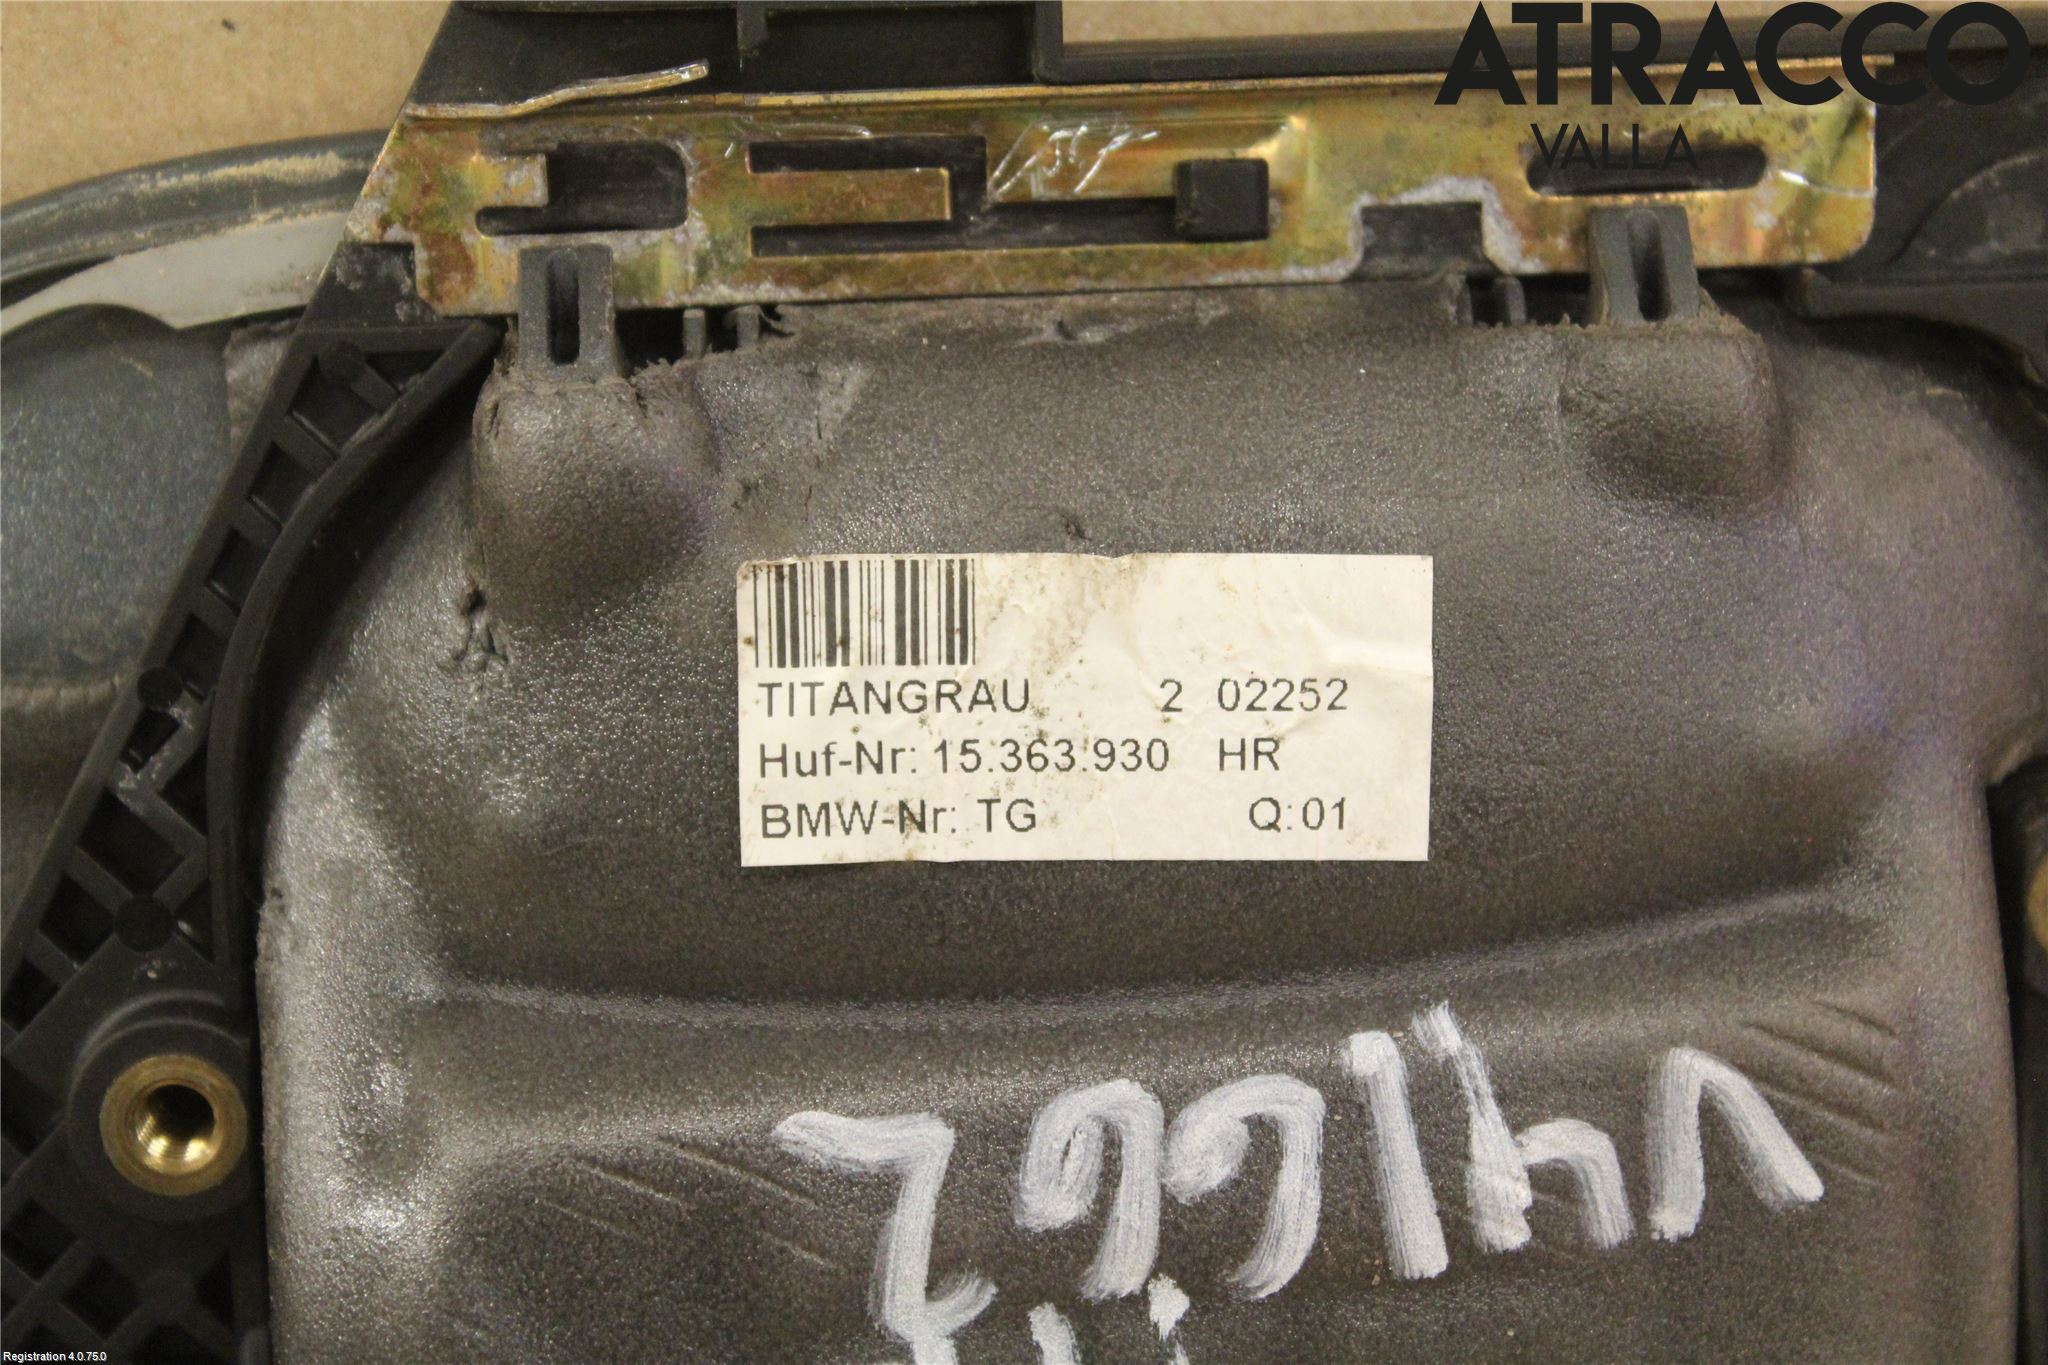 ATRACCO
VALLA
TITANGRAU 2 02252
Huf-Nr: 15.363.930 HR
BMW-Nr: TG Q:01
Registration 4.0.75.0